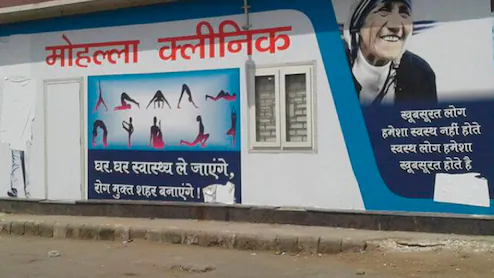 मोहल्ला क्लीनिक
घर.घर स्वास्थ्य ले जाएंगे,
रोग मुक्त शहर बनाएंगे !
खूबसूरत लोग
हमेशा स्वस्थ नहीं होते
स्वस्थ लोग हमेशा
खूबसूरत होते है